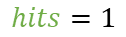 hits = 1